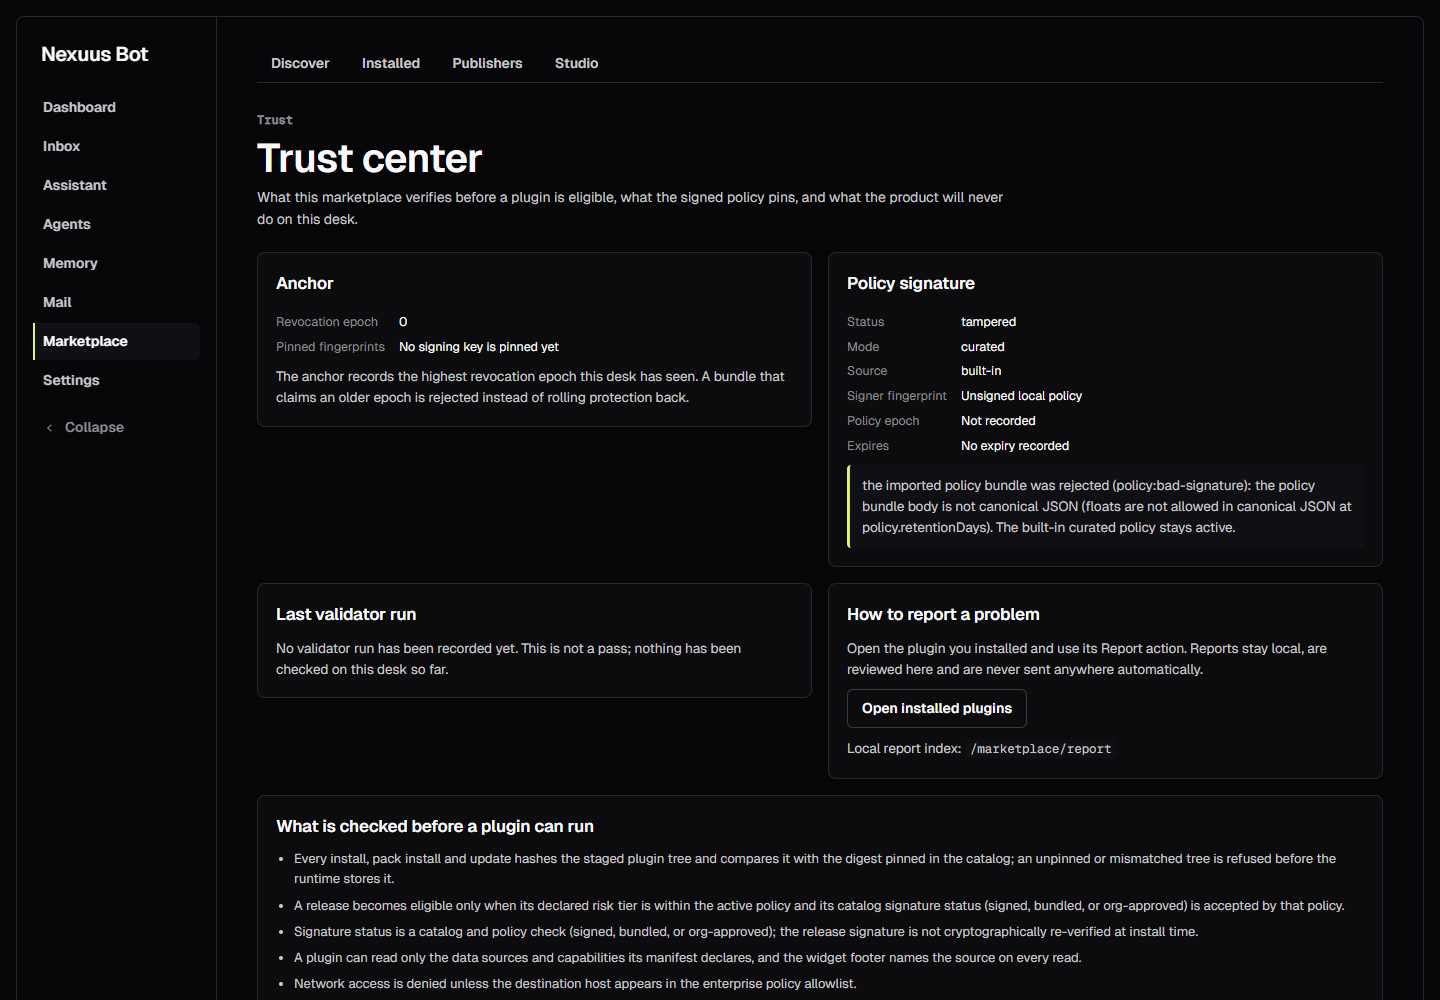 Nexuus Bot
Dashboard
Inbox
Assistant
Agents
Memory
Mail
Marketplace
Settings
Collapse
Discover
Installed
Publishers
Studio
Trust
Trust center
What this marketplace verifies before a plugin is eligible, what the signed policy pins, and what the product will never
do on this desk.
Anchor
Revocation epoch 0
Pinned fingerprints No signing key is pinned yet
The anchor records the highest revocation epoch this desk has seen. A bundle that
claims an older epoch is rejected instead of rolling protection back.
Policy signature
Status tampered
Mode curated
Source built-in
Signer fingerprint Unsigned local policy
Policy epoch Not recorded
Expires No expiry recorded
the imported policy bundle was rejected (policy:bad-signature): the policy
bundle body is not canonical JSON (floats are not allowed in canonical JSON at
policy.retentionDays). The built-in curated policy stays active.
Last validator run
No validator run has been recorded yet. This is not a pass; nothing has been
checked on this desk so far.
How to report a problem
Open the plugin you installed and use its Report action. Reports stay local, are
reviewed here and are never sent anywhere automatically.
Open installed plugins
Local report index: /marketplace/report
What is checked before a plugin can run
• Every install, pack install and update hashes the staged plugin tree and compares it with the digest pinned in the catalog; an unpinned or mismatched tree is refused before the
runtime stores it.
• A release becomes eligible only when its declared risk tier is within the active policy and its catalog signature status (signed, bundled, or org-approved) is accepted by that policy.
• Signature status is a catalog and policy check (signed, bundled, or org-approved); the release signature is not cryptographically re-verified at install time.
• A plugin can read only the data sources and capabilities its manifest declares, and the widget footer names the source on every read.
• Network access is denied unless the destination host appears in the enterprise policy allowlist.